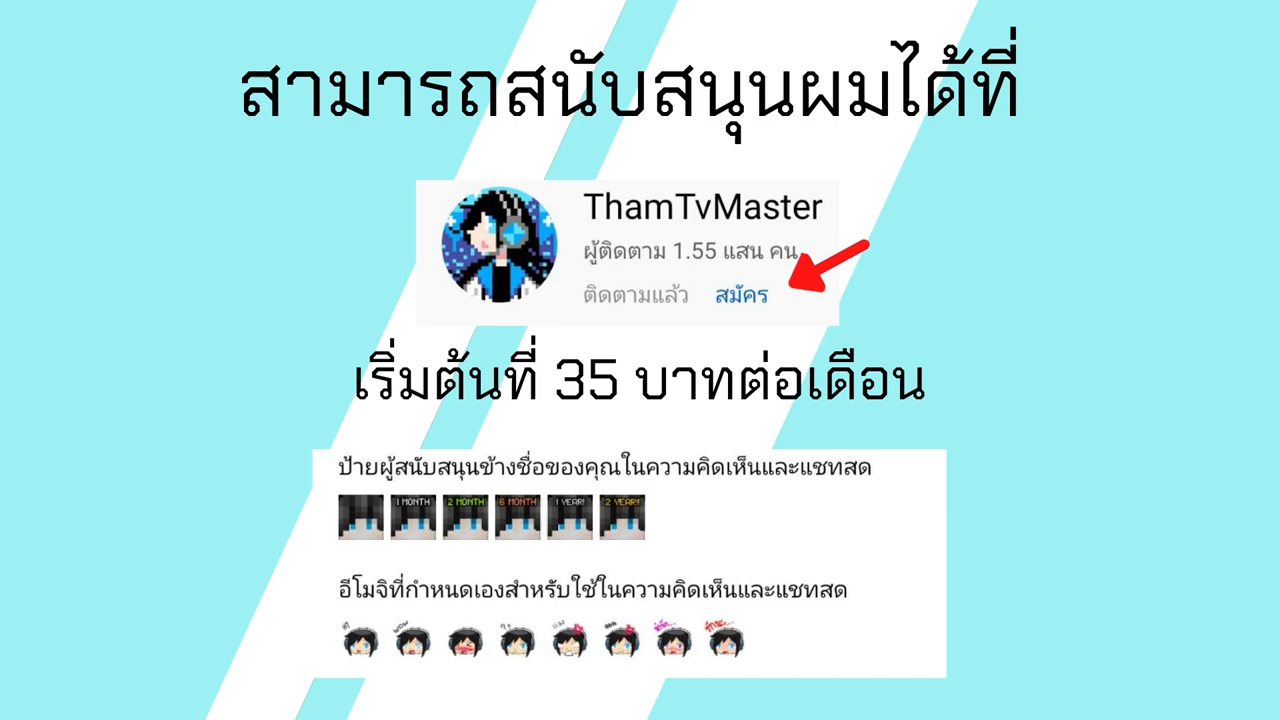 สามารถสนับสนุนผมได้ที่
ThamTvMaster
ผู้ติดตาม 1.55 แสน คน
ติดตามแล้ว สมัคร
เริ่มต้นที่ 35 บาทต่อเดือน
ป้ายผู้สนับสนุนข้างชื่อของคุณในความคิดเห็นและแชทสด
1 MONTH 2 MONTH 6 MONTH 1 YEAR! 2 YEAR!!
อีโมจิที่กำหนดเองสำหรับใช้ในความคิดเห็นและแชทสด